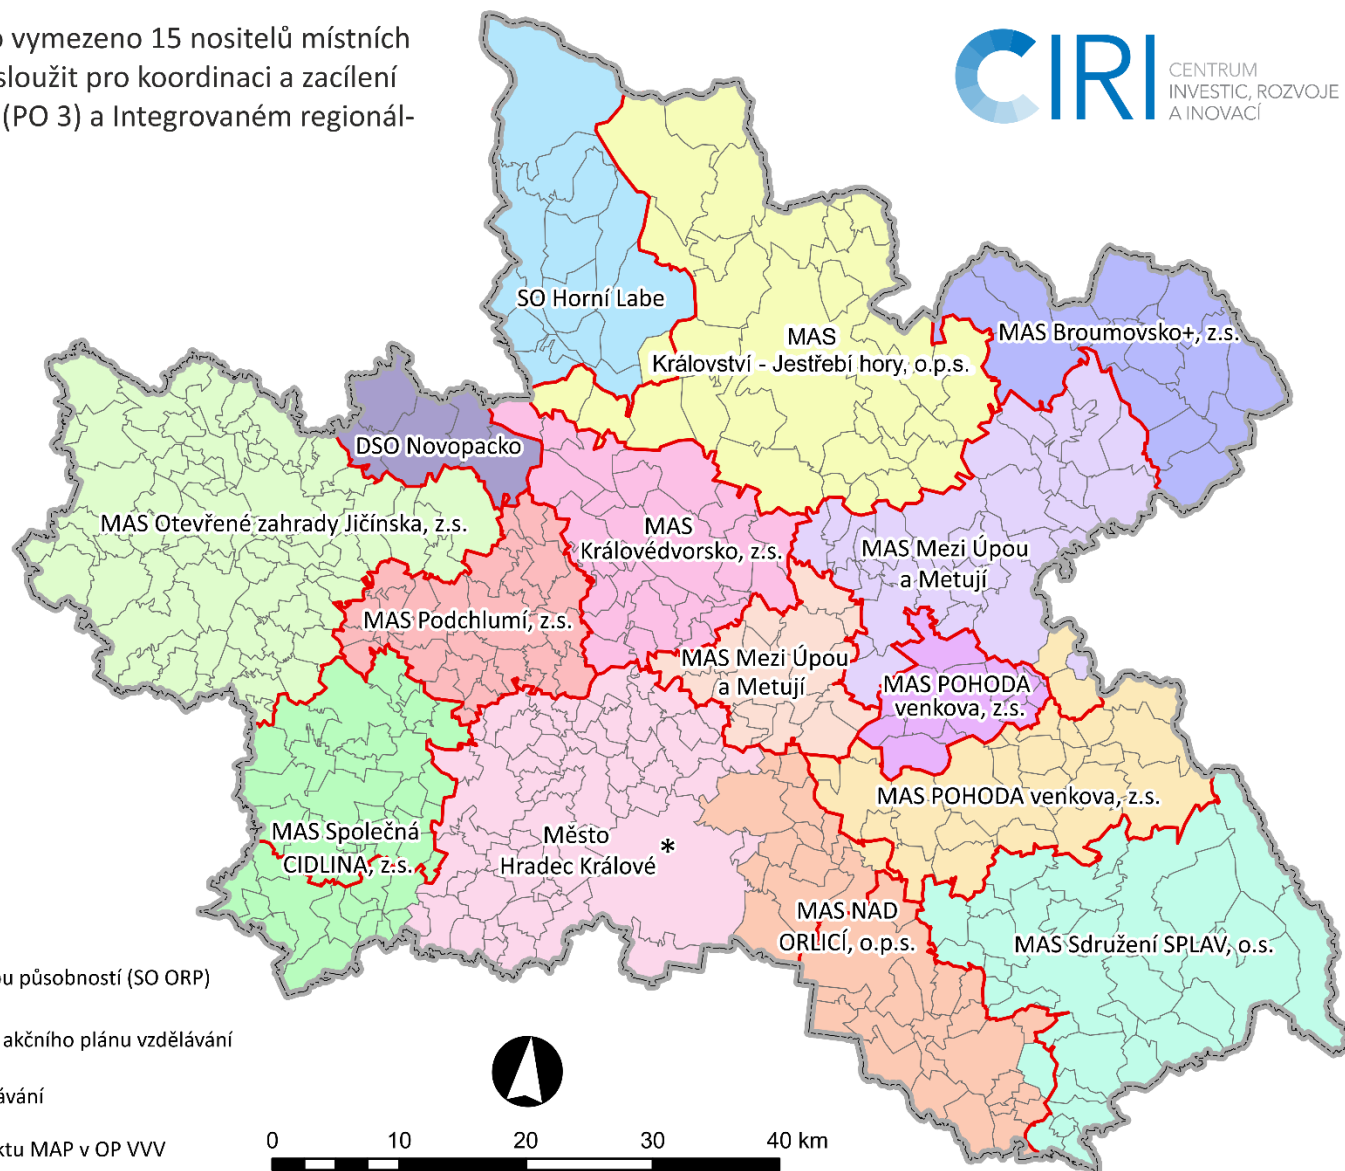 o vymezeno 15 nositelů místních
sloužit pro koordinaci a zacílení
(PO 3) a Integrovaném regionál-
CIRI
CENTRUM
INVESTIC, ROZVOJE
A INOVACÍ
SO Horní Labe
MAS
Království - Jestřebí hory, o.p.s.
MAS Broumovsko+, z.s.
DSO Novopacko
MAS Otevřené zahrady Jičínska, z.s.
MAS
Královédvorsko, z.s.
MAS Mezi Úpou
a Metují
MAS Podchlumí, z.s.
MAS Mezi Úpou
a Metují
MAS POHODA
venkova, z.s.
MAS POHODA venkova, z.s.
MAS Společná
CIDLINA, z.s.
Město
Hradec Králové *
MAS NAD
ORLICÍ, o.p.s.
MAS Sdružení SPLAV, o.s.
ou působností (SO ORP)
akčního plánu vzdělávání
ávání
ktu MAP v OP VVV
0 10 20 30 40 km